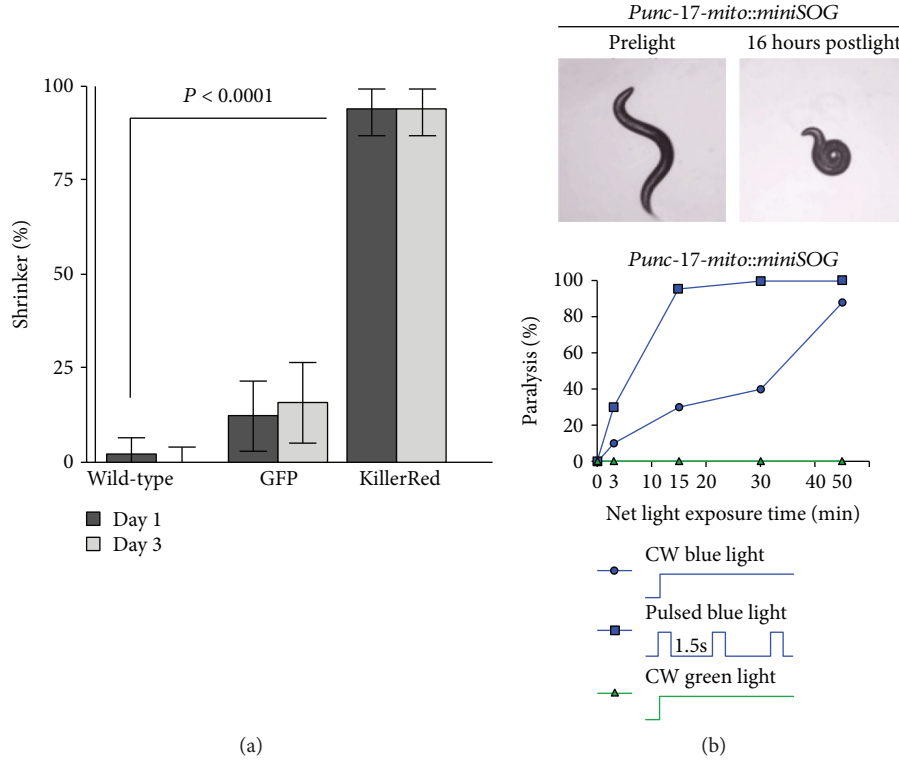 P < 0.0001
Shrinker (%)
100
75
50
25
0
Wild-type GFP KillerRed
Day 1
Day 3
(a)
Punc-17-mito::miniSOG
Prelight 16 hours postlight
Punc-17-mito::miniSOG
Paralysis (%)
100
80
60
40
20
0
0 3 10 15 20 30 40 50
Net light exposure time (min)
CW blue light
Pulsed blue light
1.5s
CW green light
(b)